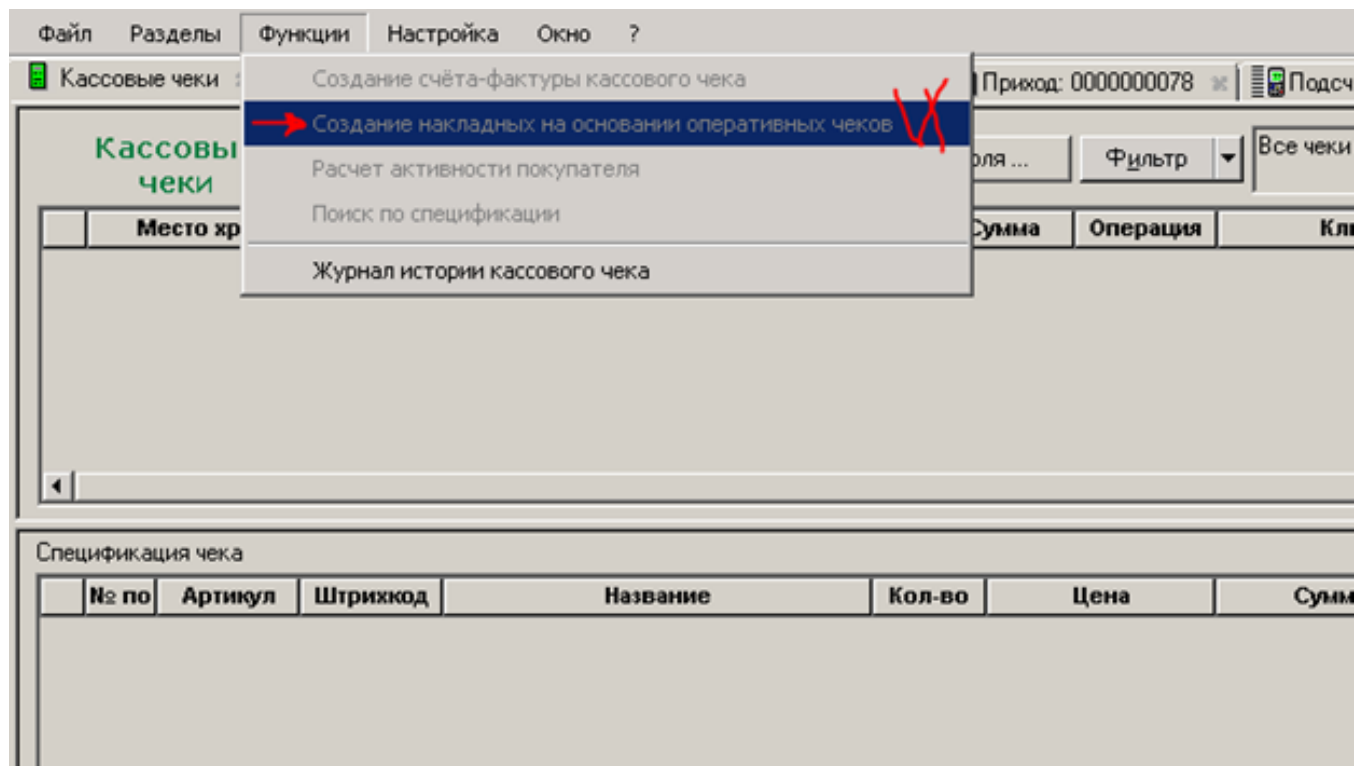 Файл Разделы Функции Настройка Окно ?
Кассовые чеки Приход: 0000000078 Подсч
Создание счёта-фактуры кассового чека
Создание накладных на основании оперативных чеков
Расчет активности покупателя
Поиск по спецификации
Журнал истории кассового чека
Кассовы
чеки
оля ... Фильтр Все чеки
Место хр Сумма Операция Кли
Спецификация чека
№ по Артикул Штрихкод Название Кол-во Цена Сумм